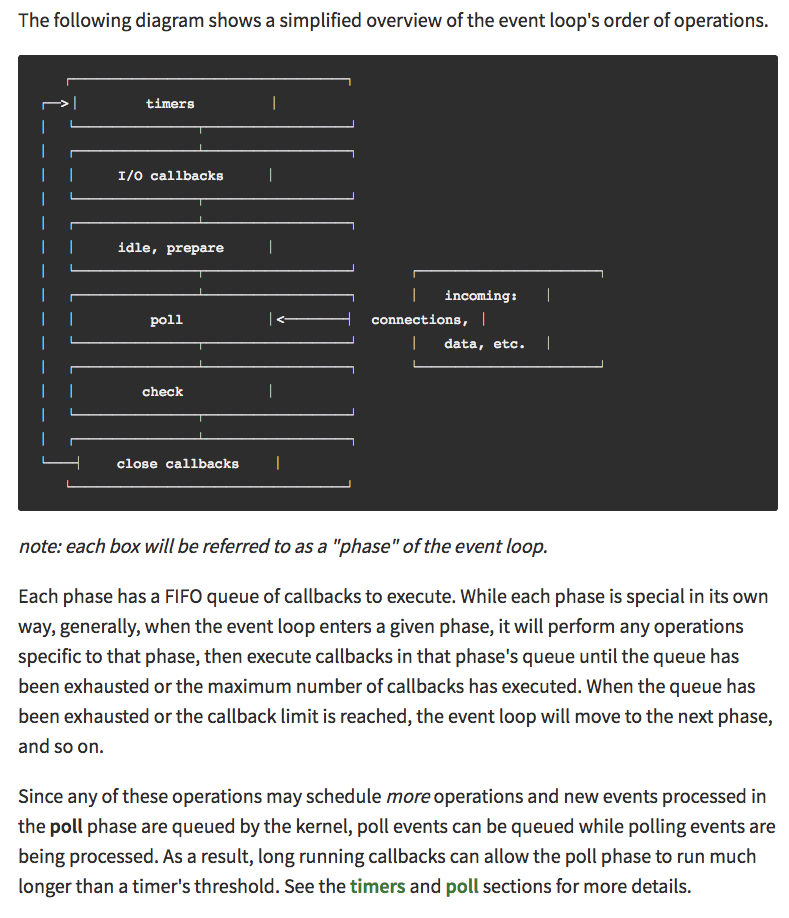 The following diagram shows a simplified overview of the event loop's order of operations.
timers
I/O callbacks
idle, prepare
incoming:
poll
connections,
data, etc.
check
close callbacks
note: each box will be referred to as a "phase" of the event loop.
Each phase has a FIFO queue of callbacks to execute. While each phase is special in its own
way, generally, when the event loop enters a given phase, it will perform any operations
specific to that phase, then execute callbacks in that phase's queue until the queue has
been exhausted or the maximum number of callbacks has executed. When the queue has
been exhausted or the callback limit is reached, the event loop will move to the next phase,
and so on.
Since any of these operations may schedule more operations and new events processed in
the poll phase are queued by the kernel, poll events can be queued while polling events are
being processed. As a result, long running callbacks can allow the poll phase to run much
longer than a timer's threshold. See the timers and poll sections for more details.